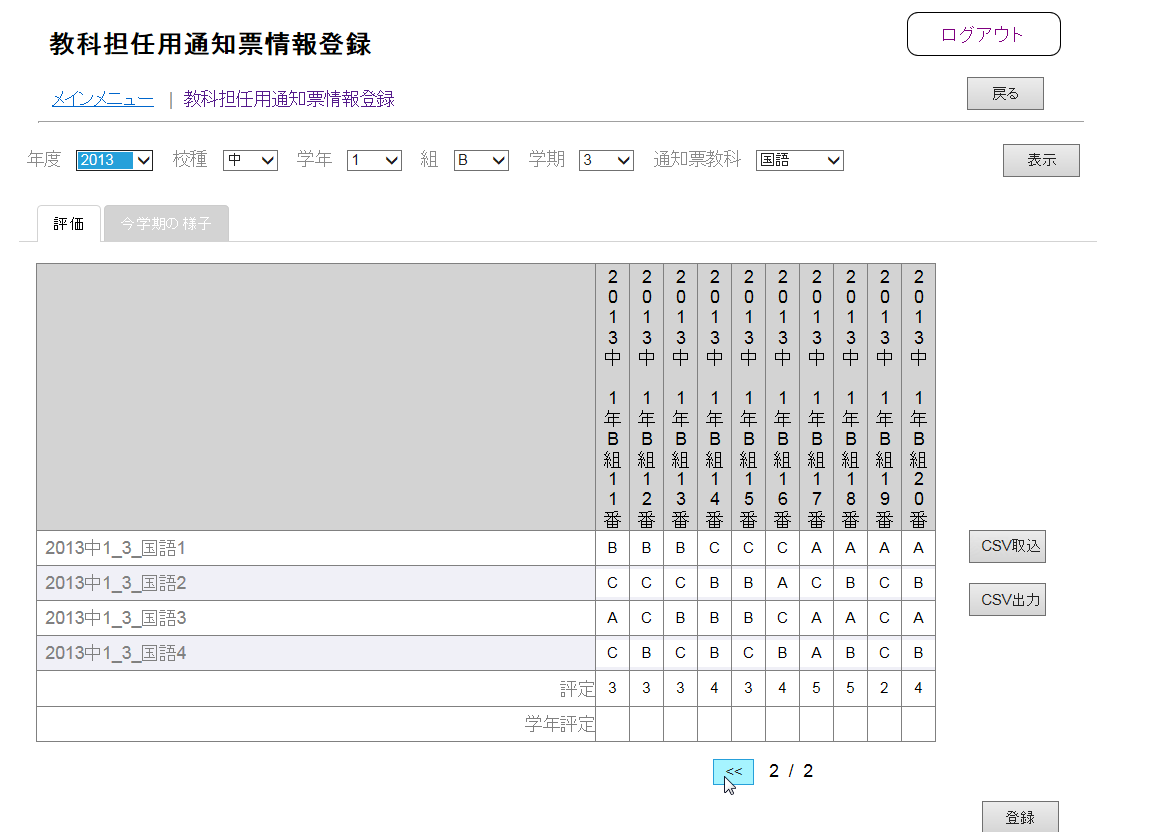 教科担任用通知票情報登録
ログアウト
メインメニュー | 教科担任用通知票情報登録
戻る
年度 2013 校種 中 学年 1 組 B 学期 3 通知票教科 国語 表示
評価 今学期の様子
2013中 1年B組11番
2013中 1年B組12番
2013中 1年B組13番
2013中 1年B組14番
2013中 1年B組15番
2013中 1年B組16番
2013中 1年B組17番
2013中 1年B組18番
2013中 1年B組19番
2013中 1年B組20番
2013中1_3_国語1 B B B C C C A A A A
CSV取込
2013中1_3_国語2 C C C B B A C B C B
CSV出力
2013中1_3_国語3 A C B B B C A A C A
2013中1_3_国語4 C B C B C B A B C B
評定 3 3 3 4 3 4 5 5 2 4
学年評定
<< 2 / 2
登録